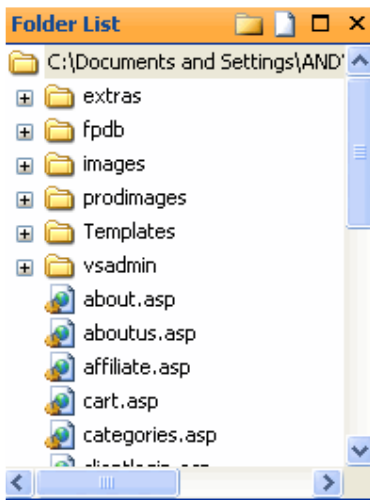 Folder List
C:\Documents and Settings\AND
extras
fpdb
images
prodimages
Templates
vsadmin
about.asp
aboutus.asp
affiliate.asp
cart.asp
categories.asp